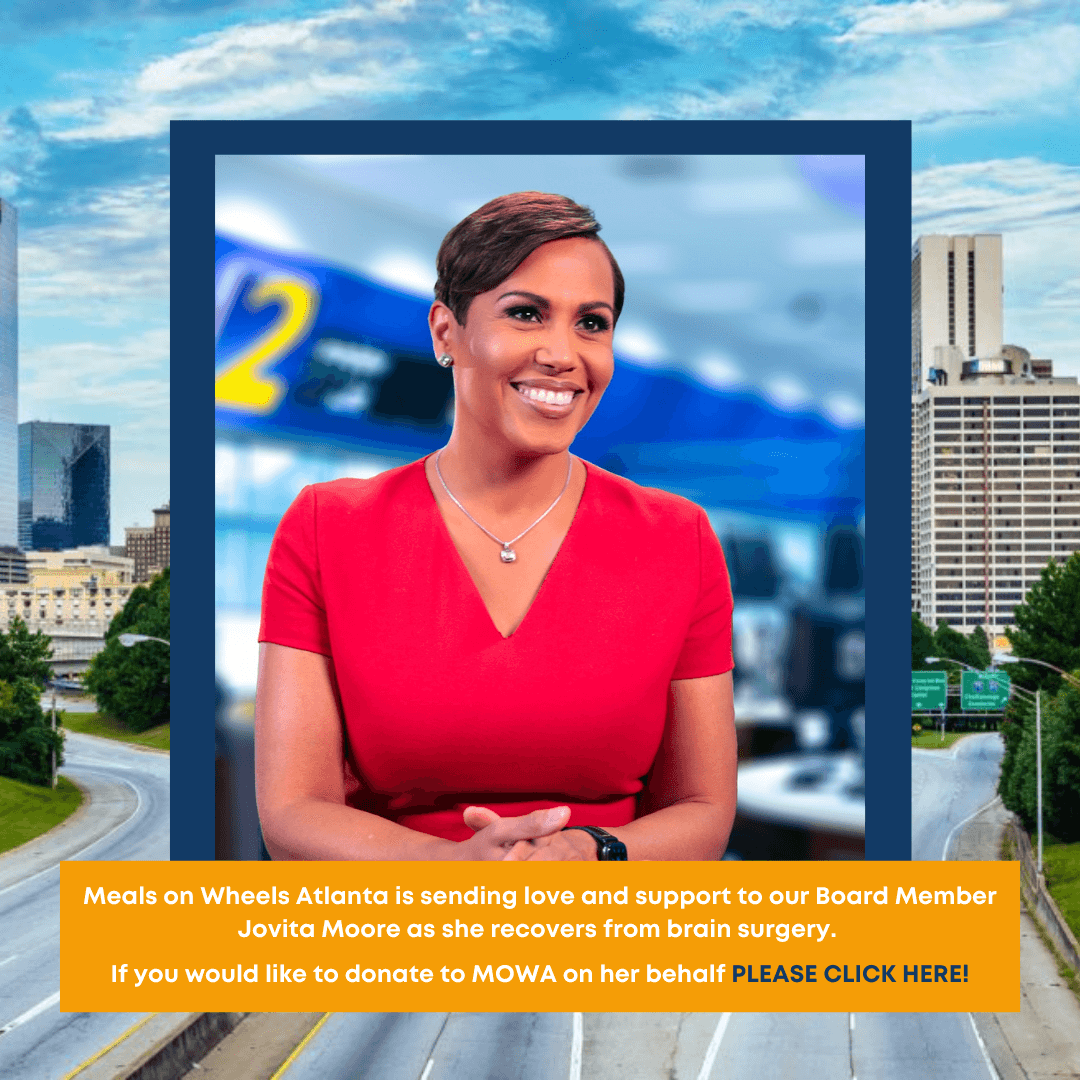 2
Meals on Wheels Atlanta is sending love and support to our Board Member
Jovita Moore as she recovers from brain surgery.
If you would like to donate to MOWA on her behalf PLEASE CLICK HERE!